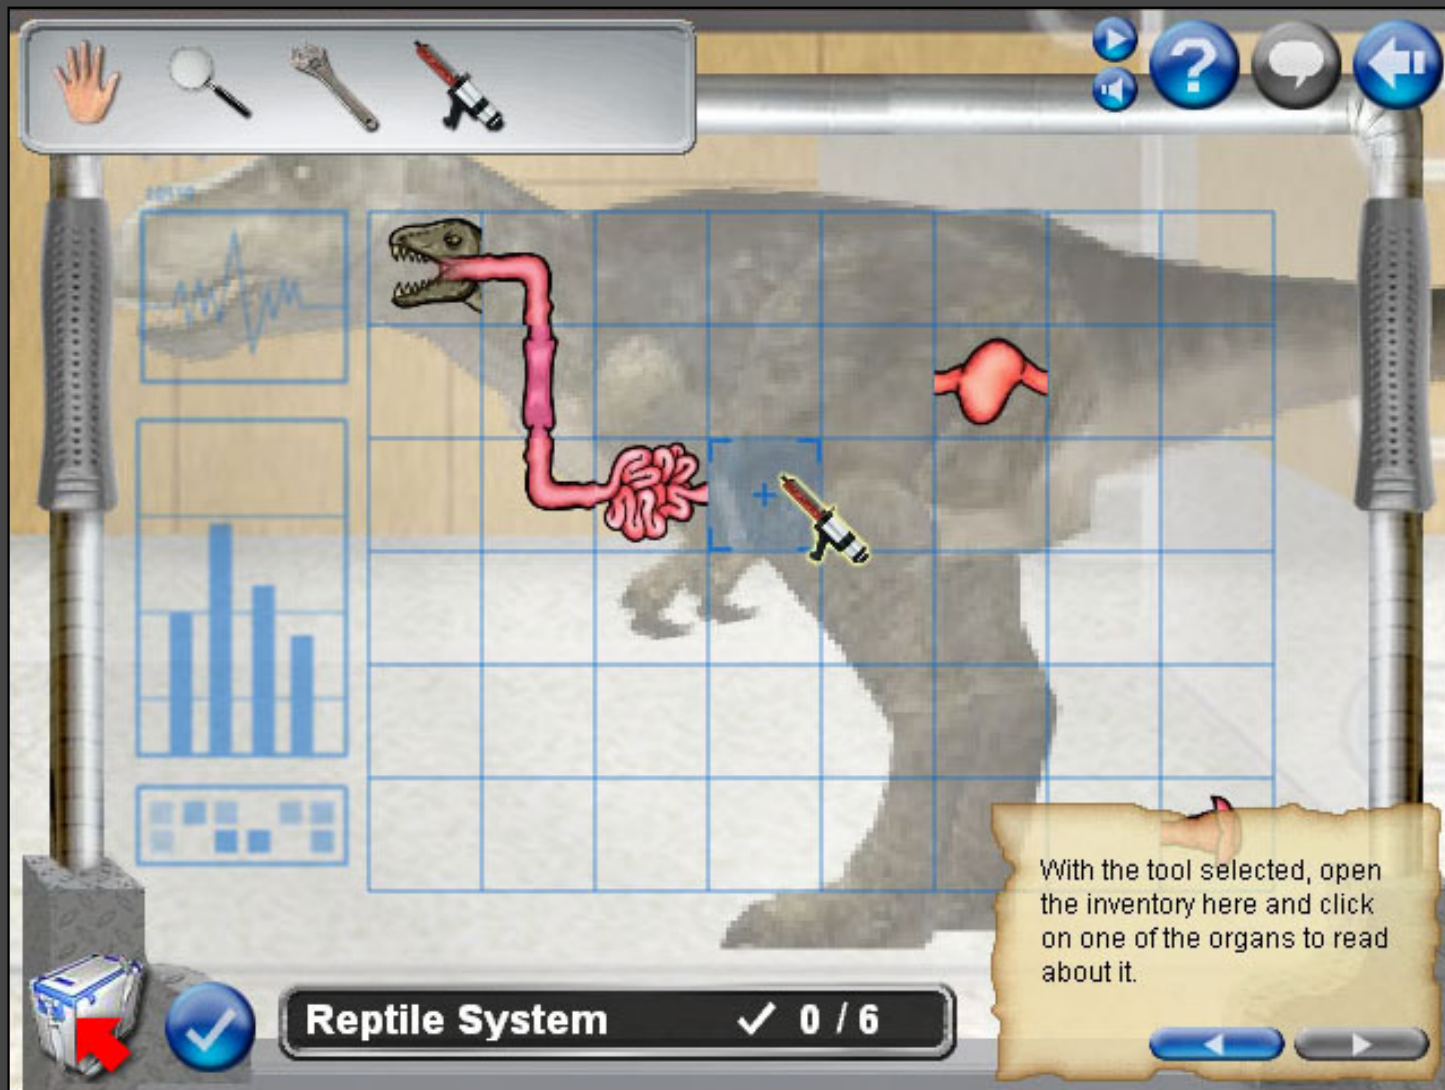 With the tool selected, open
the inventory here and click
on one of the organs to read
about it.
Reptile System 0 / 6